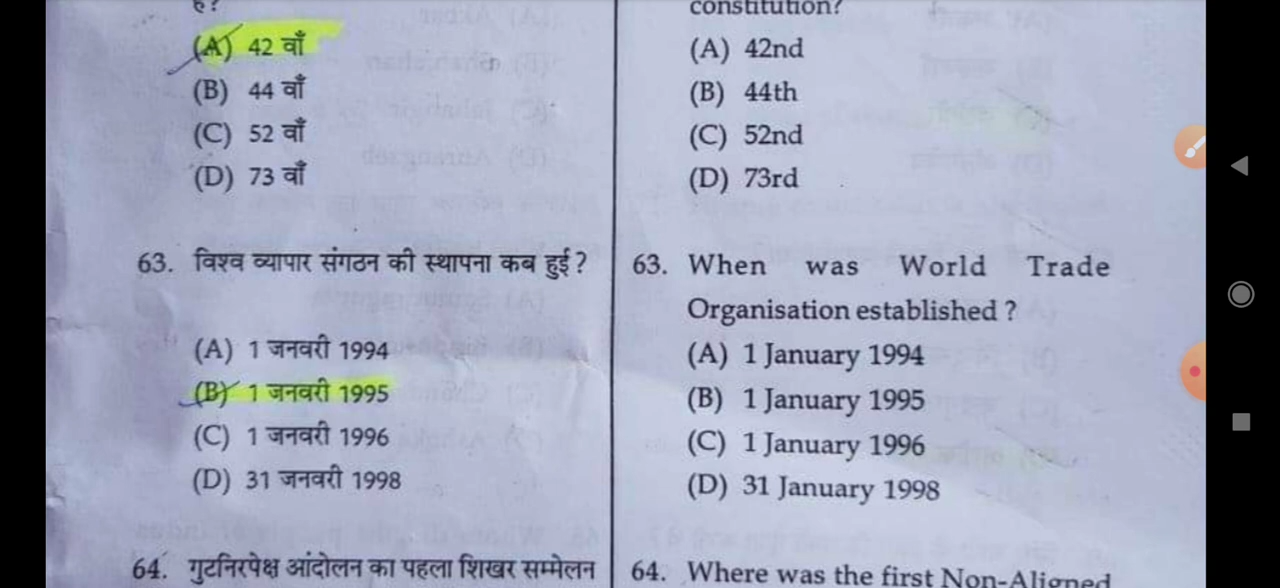 है?
(A) 42 वाँ
(B) 44 वाँ
(C) 52 वाँ
(D) 73 वाँ
63. विश्व व्यापार संगठन की स्थापना कब हुई?
(A) 1 जनवरी 1994
(B) 1 जनवरी 1995
(C) 1 जनवरी 1996
(D) 31 जनवरी 1998
64. गुटनिरपेक्ष आंदोलन का पहला शिखर सम्मेलन
constitution?
(A) 42nd
(B) 44th
(C) 52nd
(D) 73rd
63. When was World Trade
Organisation established ?
(A) 1 January 1994
(B) 1 January 1995
(C) 1 January 1996
(D) 31 January 1998
64. Where was the first Non-Aligned